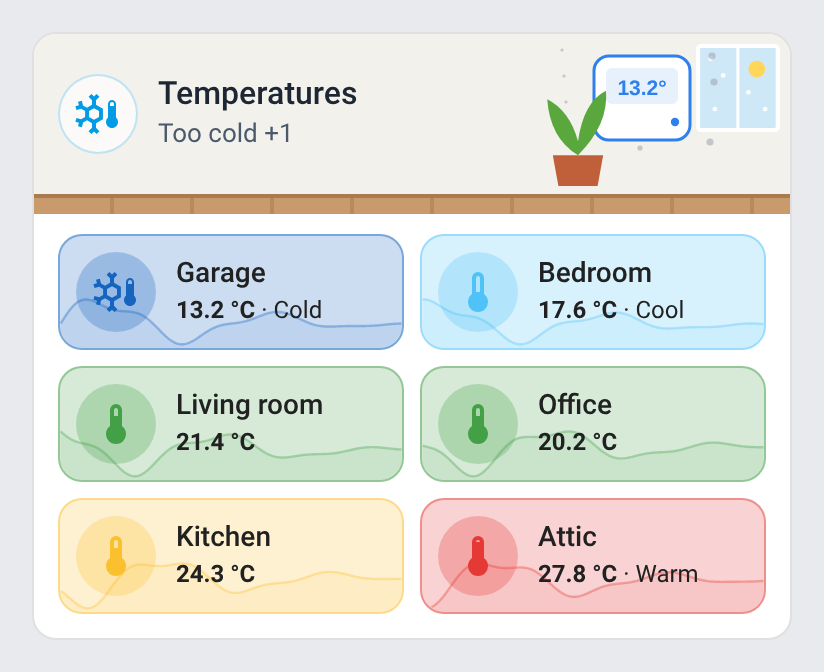 Temperatures
Too cold +1
13.2°
Garage
13.2 °C · Cold
Bedroom
17.6 °C · Cool
Living room
21.4 °C
Office
20.2 °C
Kitchen
24.3 °C
Attic
27.8 °C · Warm